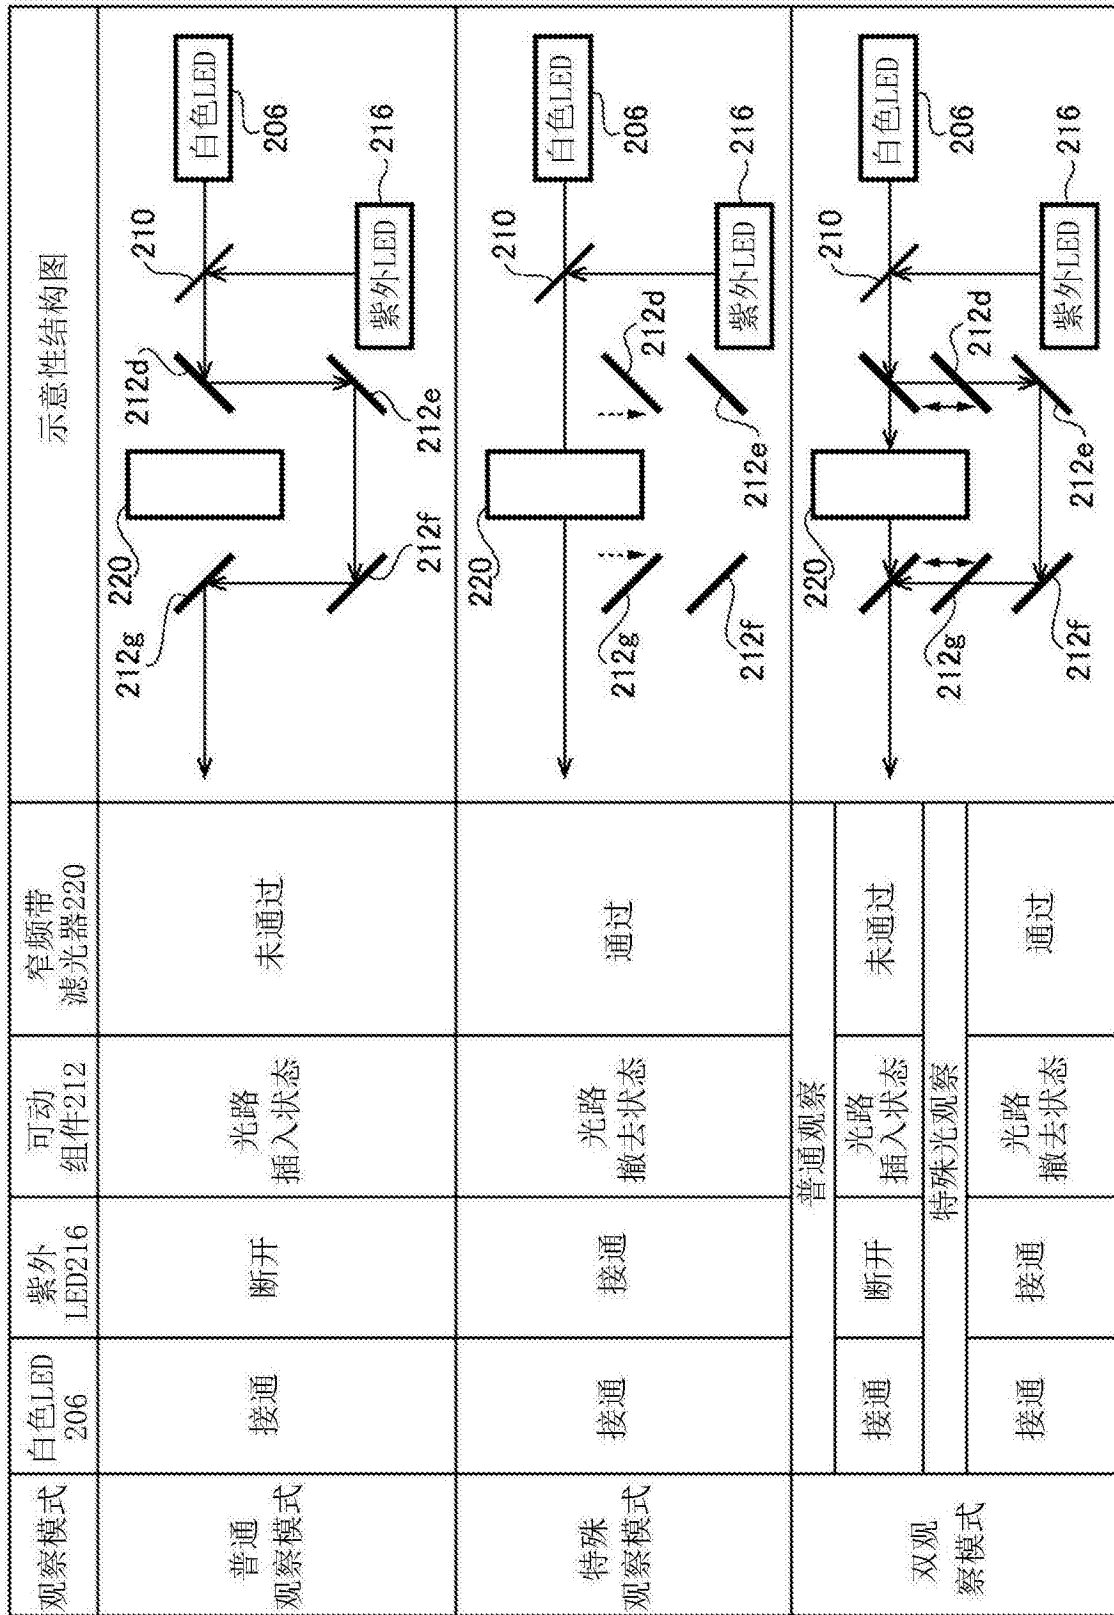 观察模式
白色LED
206
紫外
LED216
可动
组件212
窄频带
滤光器220
示意性结构图
普通
观察模式
接通
断开
光路
插入状态
未通过
212g
220
212f
212e
212d
210
白色LED
206
紫外LED
216
特殊
观察模式
接通
接通
光路
撤去状态
通过
220
212g
212f
212e
212d
210
白色LED
206
紫外LED
216
双观
察模式
普通观察
接通
断开
光路
插入状态
未通过
特殊光观察
接通
接通
光路
撤去状态
通过
220
212g
212f
212e
212d
210
白色LED
206
紫外LED
216